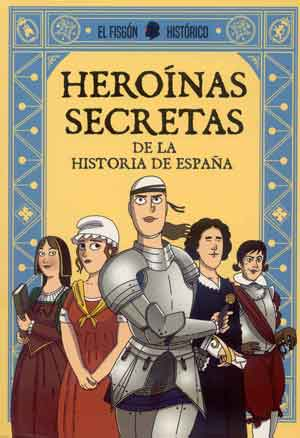 EL FISGÓN HISTÓRICO
HEROÍNAS
SECRETAS
DE LA
HISTORIA DE ESPAÑA